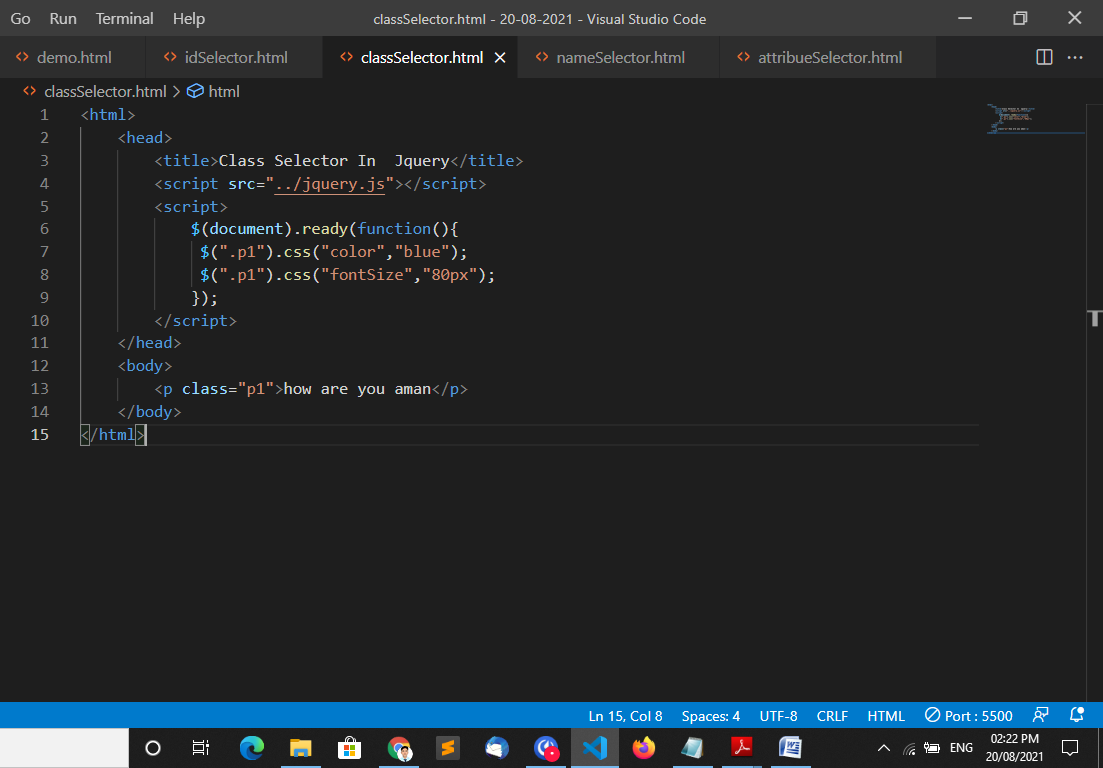 Go Run Terminal Help classSelector.html - 20-08-2021 - Visual Studio Code
demo.html idSelector.html classSelector.html nameSelector.html attribueSelector.html
classSelector.html > html
1 <html>
2 <head>
3 <title>Class Selector In  Jquery</title>
4 <script src="../jquery.js"></script>
5 <script>
6 $(document).ready(function(){
7 $(".p1").css("color","blue");
8 $(".p1").css("fontSize","80px");
9 });
10 </script>
11 </head>
12 <body>
13 <p class="p1">how are you aman</p>
14 </body>
15 </html>
Ln 15, Col 8 Spaces: 4 UTF-8 CRLF HTML Port : 5500
ENG 02:22 PM
20/08/2021